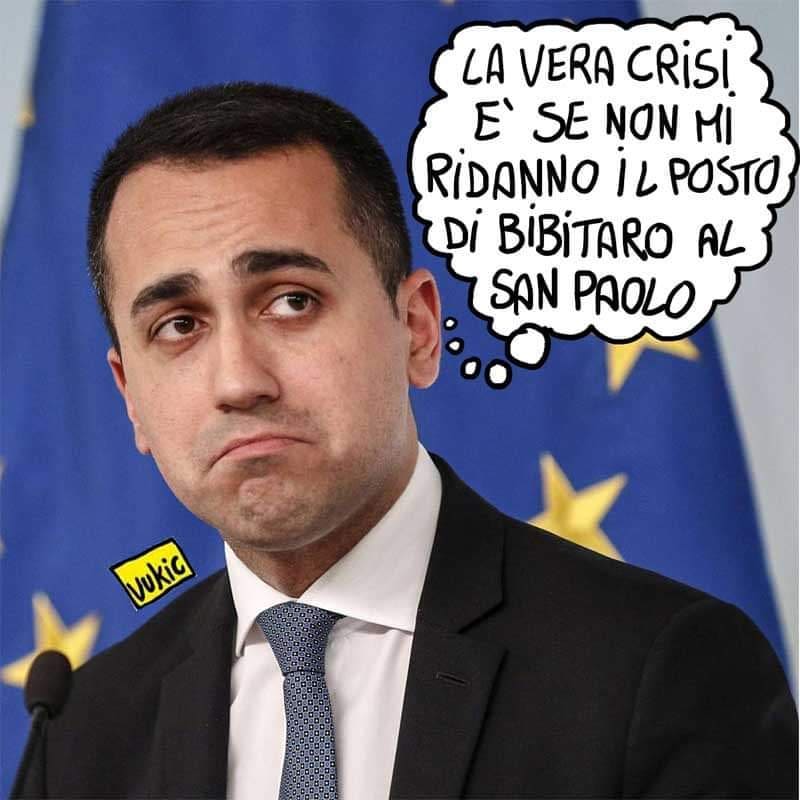 LA VERA CRISI
E' SE NON MI
RIDANNO IL POSTO
DI BIBITARO AL
SAN PAOLO
VUKIC